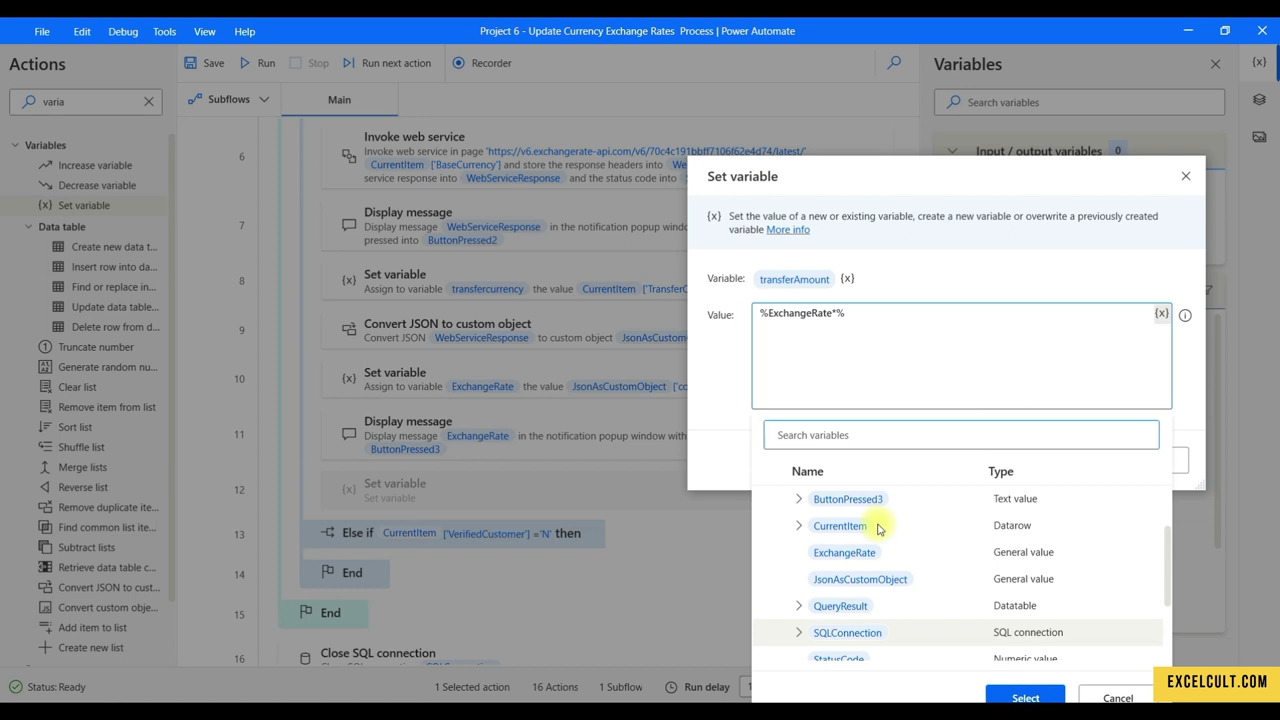 File Edit Debug Tools View Help
Project 6 - Update Currency Exchange Rates Process | Power Automate
Actions
varia
Variables
Increase variable
Decrease variable
{x} Set variable
Data table
Create new data t...
Insert row into da...
Find or replace in...
Update data table...
Delete row from d...
Truncate number
Generate random nu...
Clear list
Remove item from list
Sort list
Shuffle list
Merge lists
Reverse list
Remove duplicate ite...
Find common list ite...
Subtract lists
Retrieve data table c...
Convert JSON to cust...
Convert custom obje...
Add item to list
Create new list
Save Run Stop Run next action Recorder
Subflows Main
6
Invoke web service
Invoke web service in page 'https://v6.exchangerate-api.com/v6/70c4c191bbff7106f62e4d74/latest/'
CurrentItem ['BaseCurrency'] and store the response headers into
service response into WebServiceResponse and the status code into
7
Display message
Display message WebServiceResponse in the notification popup window
pressed into ButtonPressed2
8
{x} Set variable
Assign to variable transfercurrency the value CurrentItem
9
Convert JSON to custom object
Convert JSON WebServiceResponse to custom object
10
{x} Set variable
Assign to variable ExchangeRate the value JsonAsCustomObject
11
Display message
Display message ExchangeRate in the notification popup window with
ButtonPressed3
12
{x} Set variable
Set variable
13
Else if CurrentItem ['VerifiedCustomer'] ='N' then
14
End
15
End
16
Close SQL connection
Variables {x}
Search variables
Input / output variables 0
Set variable
{x} Set the value of a new or existing variable, create a new variable or overwrite a previously created
variable More info
Variable: transferAmount {x}
Value: %ExchangeRate*% {x}
Search variables
Name Type
ButtonPressed3 Text value
CurrentItem Datarow
ExchangeRate General value
JsonAsCustomObject General value
QueryResult Datatable
SQLConnection SQL connection
StatusCode Numeric value
Select Cancel
Status: Ready 1 Selected action 16 Actions 1 Subflow Run delay
EXCELCULT.COM